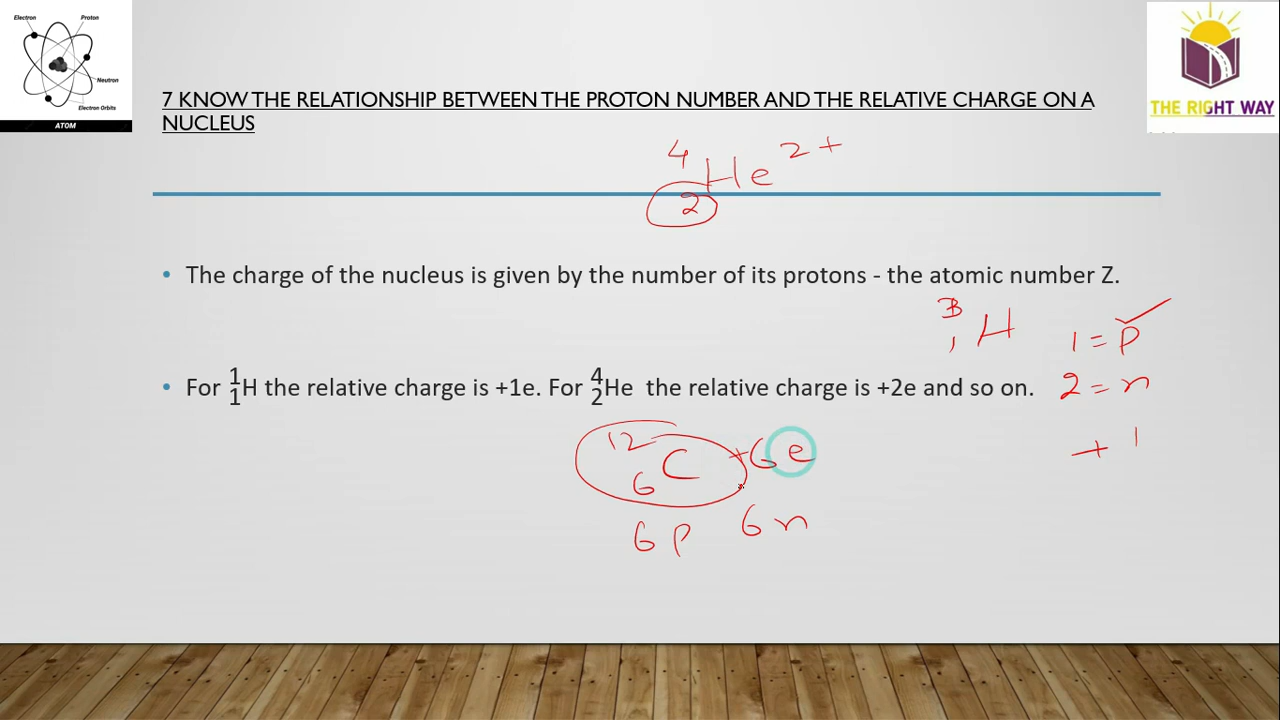 Electron
Proton
Neutron
Electron Orbits
ATOM
THE RIGHT WAY
7 KNOW THE RELATIONSHIP BETWEEN THE PROTON NUMBER AND THE RELATIVE CHARGE ON A
NUCLEUS
4 2 He 2+
• The charge of the nucleus is given by the number of its protons - the atomic number Z.
3 1 H
1 = P
2 = n
+ 1
• For 1 1 H the relative charge is +1e. For 4 2 He the relative charge is +2e and so on.
12 6 C +6e
6p 6n